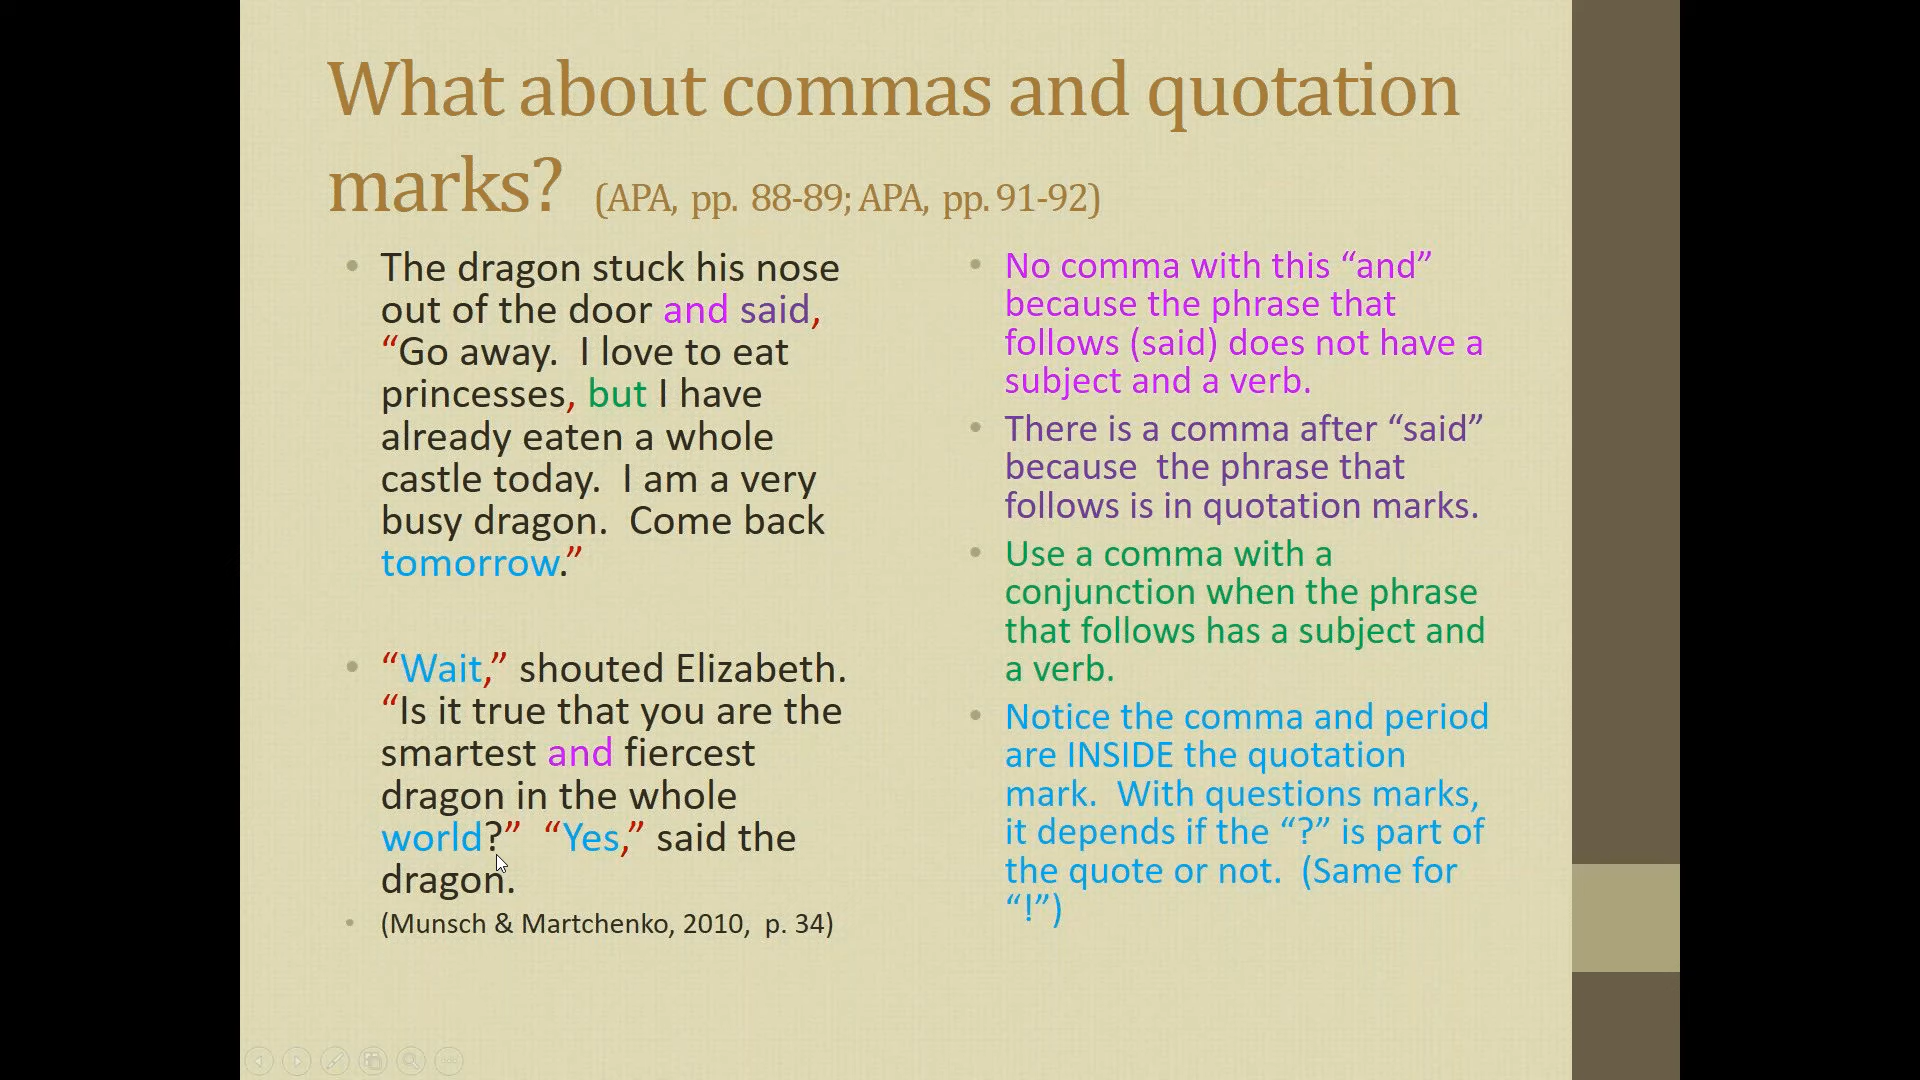 What about commas and quotation
marks? (APA, pp. 88-89; APA, pp. 91-92)
• The dragon stuck his nose
out of the door and said,
“Go away.  I love to eat
princesses, but I have
already eaten a whole
castle today.  I am a very
busy dragon.  Come back
tomorrow.”
• “Wait,” shouted Elizabeth.
“Is it true that you are the
smartest and fiercest
dragon in the whole
world?”  “Yes,” said the
dragon.
• (Munsch & Martchenko, 2010,  p. 34)
• No comma with this “and”
because the phrase that
follows (said) does not have a
subject and a verb.
• There is a comma after “said”
because  the phrase that
follows is in quotation marks.
• Use a comma with a
conjunction when the phrase
that follows has a subject and
a verb.
• Notice the comma and period
are INSIDE the quotation
mark.  With questions marks,
it depends if the “?” is part of
the quote or not.  (Same for
“!”)